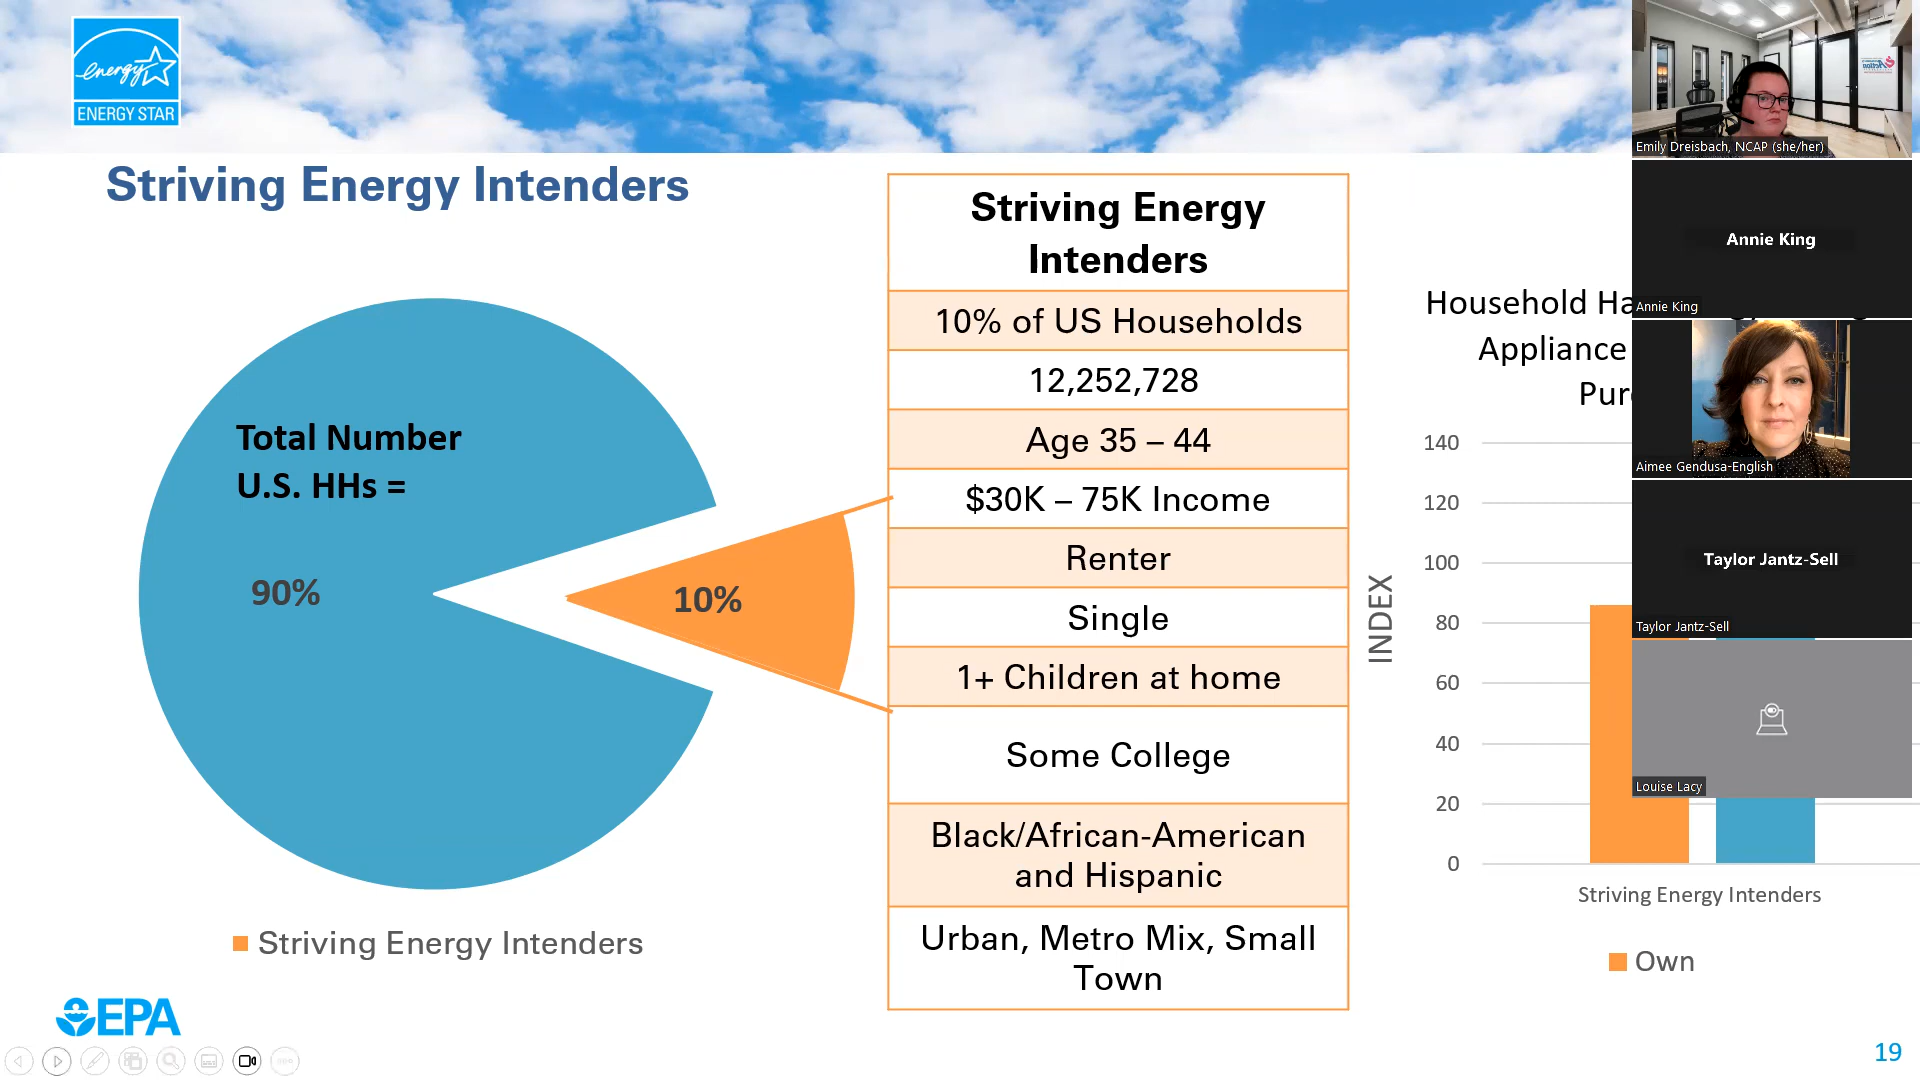 energy
ENERGY STAR
Striving Energy Intenders
Total Number
U.S. HHs =
90%
10%
Striving Energy Intenders
EPA
Striving Energy
Intenders
10% of US Households
12,252,728
Age 35 – 44
$30K – 75K Income
Renter
Single
1+ Children at home
Some College
Black/African-American
and Hispanic
Urban, Metro Mix, Small
Town
Household Ha
Appliance
Pur
INDEX
140
120
100
80
60
40
20
0
Striving Energy Intenders
Own
19
Action
Emily Dreisbach, NCAP (she/her)
Annie King
Annie King
Aimee Gendusa-English
Taylor Jantz-Sell
Taylor Jantz-Sell
Louise Lacy